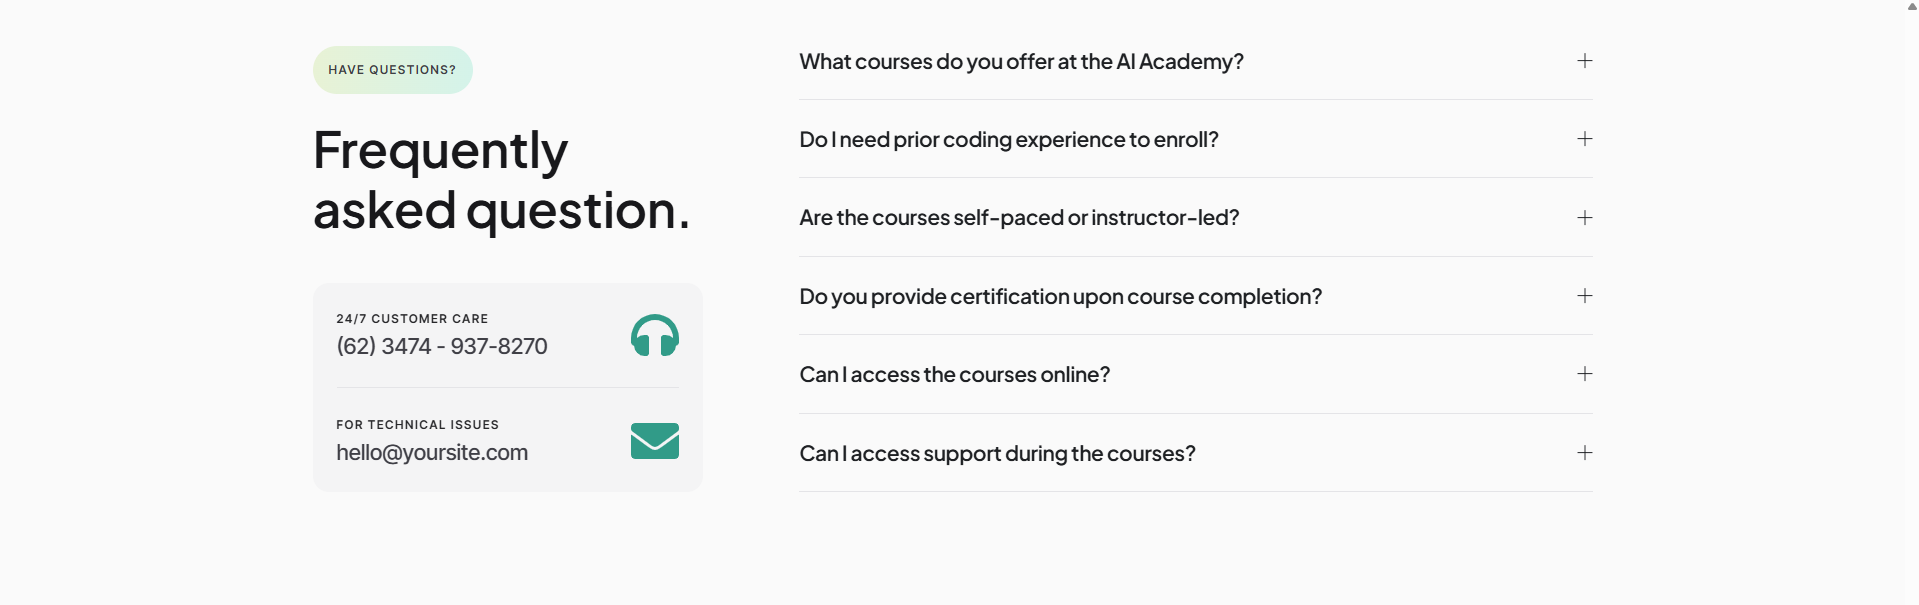 HAVE QUESTIONS?
Frequently
asked question.
24/7 CUSTOMER CARE
(62) 3474 - 937-8270
FOR TECHNICAL ISSUES
hello@yoursite.com
What courses do you offer at the AI Academy?
Do I need prior coding experience to enroll?
Are the courses self-paced or instructor-led?
Do you provide certification upon course completion?
Can I access the courses online?
Can I access support during the courses?